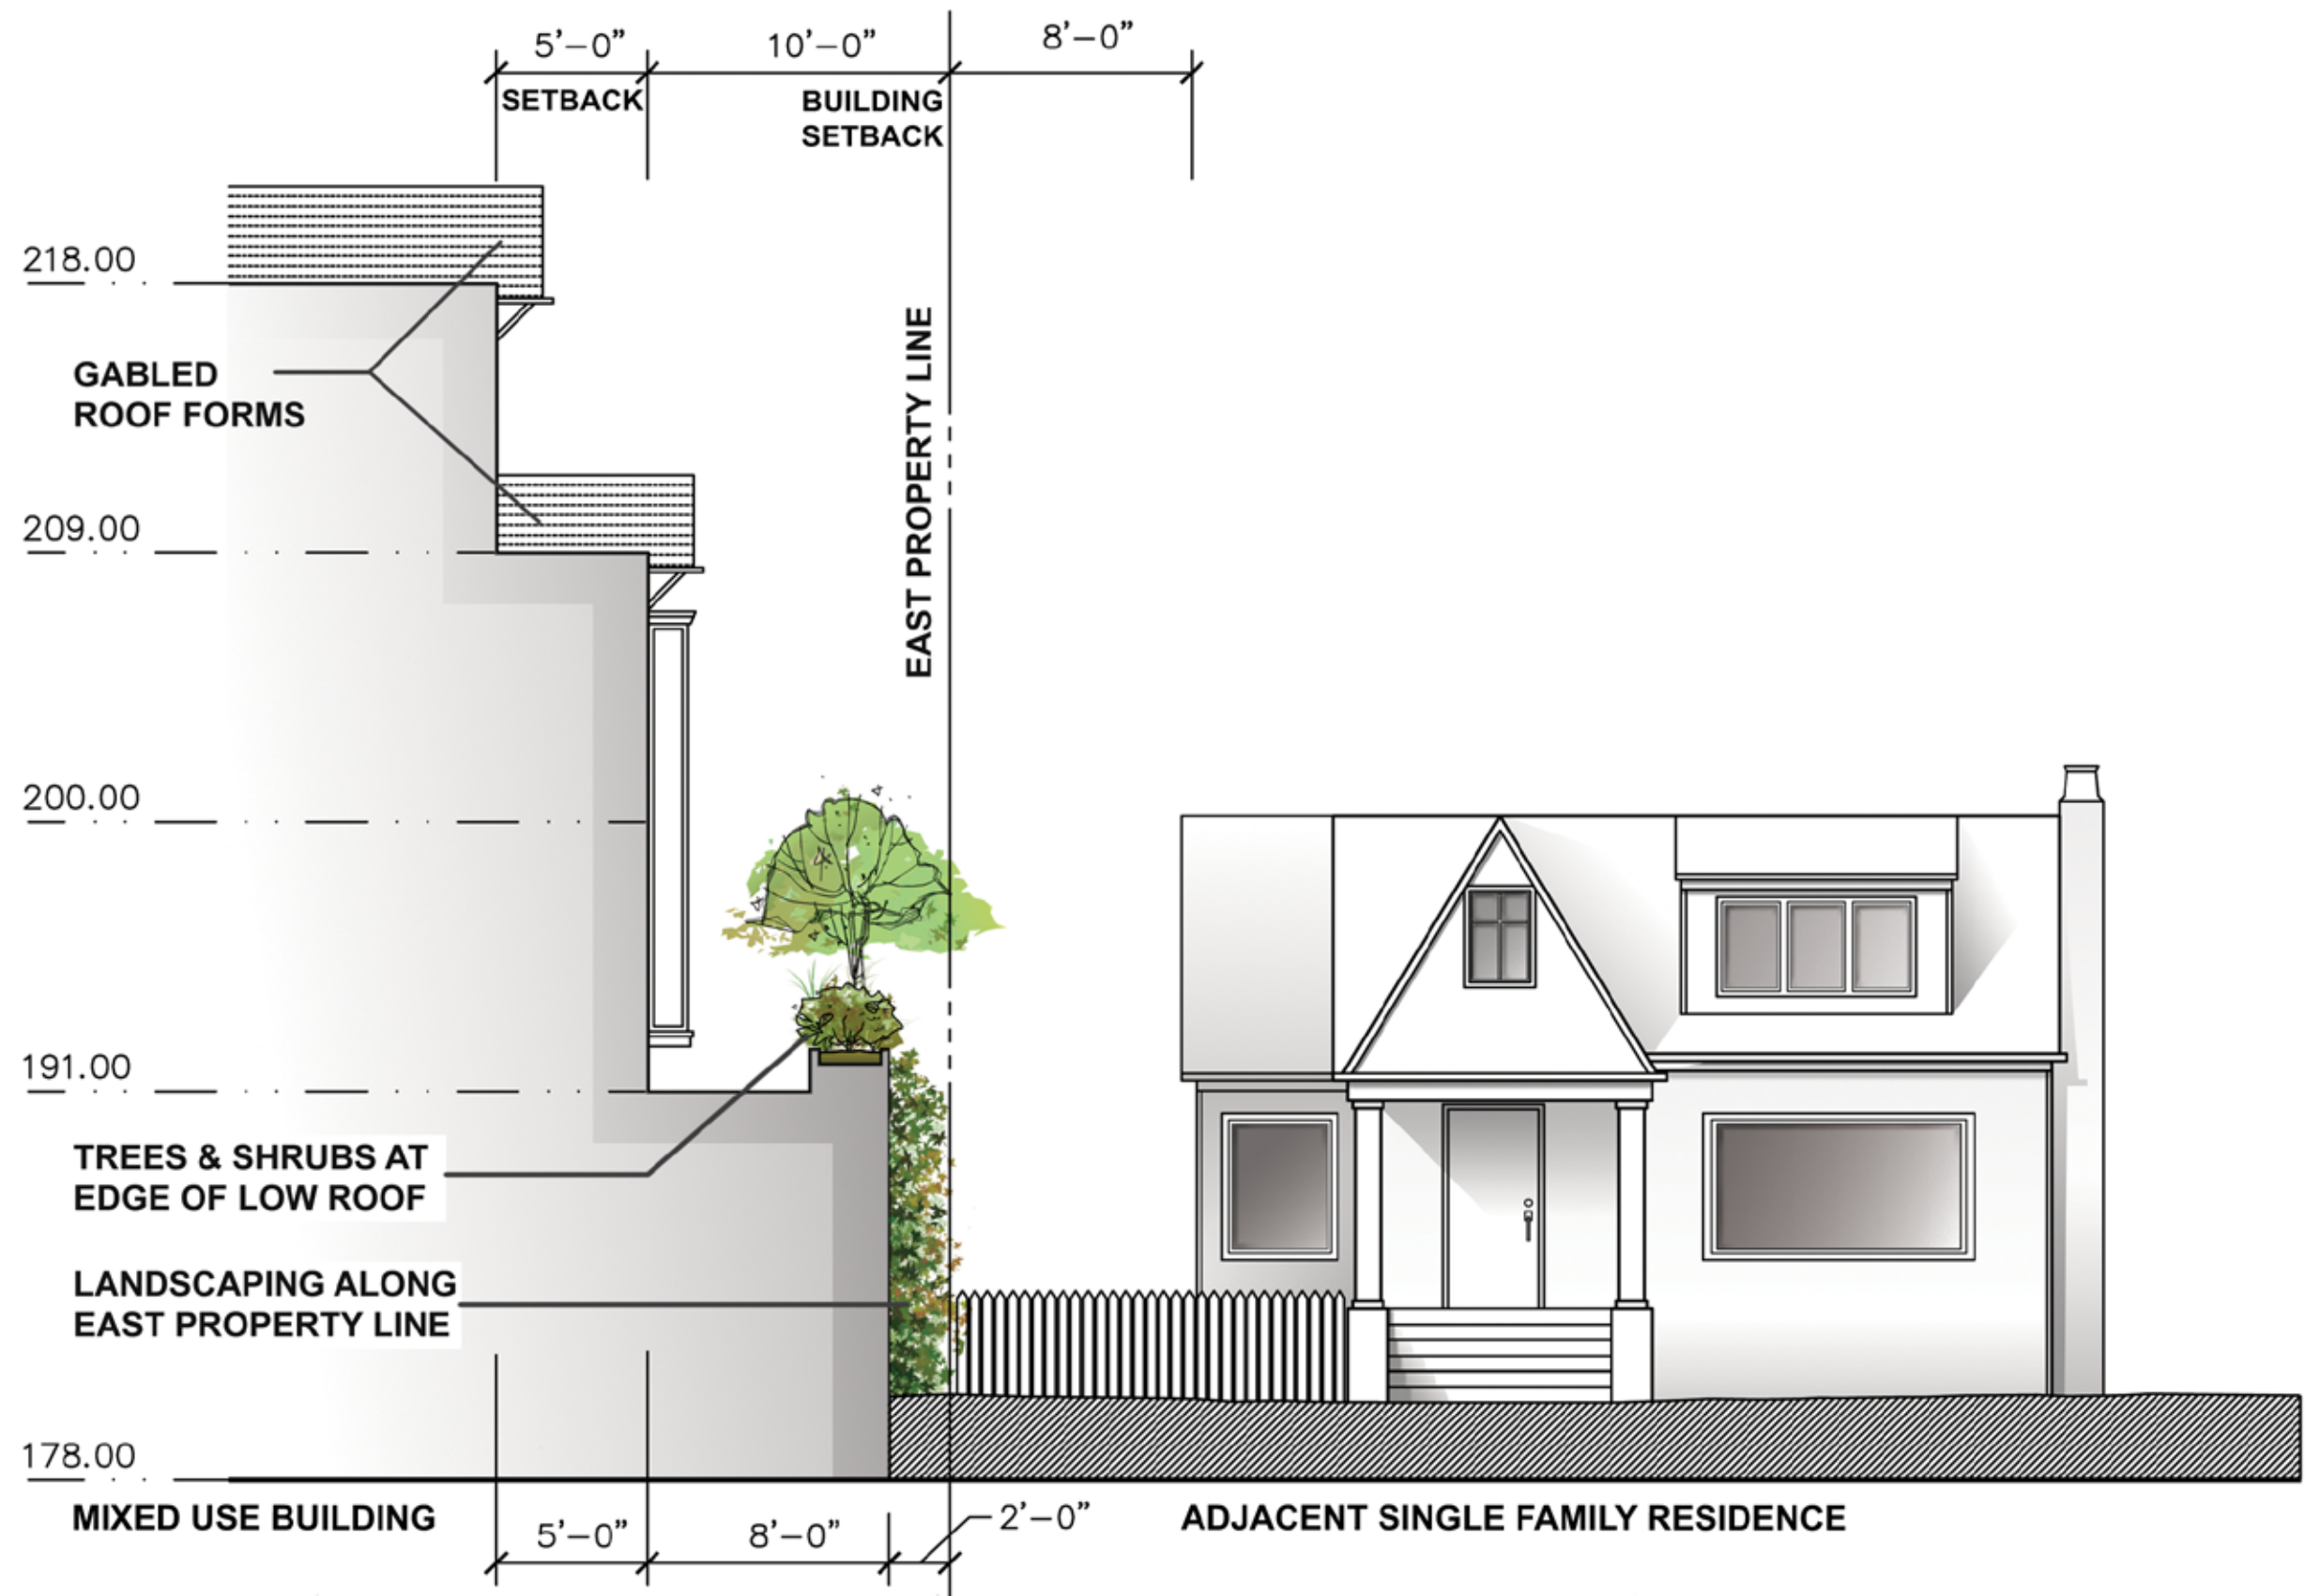 5'-0"
10'-0"
8'-0"
SETBACK
BUILDING
SETBACK
218.00
EAST PROPERTY LINE
GABLED
ROOF FORMS
209.00
200.00
191.00
TREES & SHRUBS AT
EDGE OF LOW ROOF
LANDSCAPING ALONG
EAST PROPERTY LINE
178.00
MIXED USE BUILDING
ADJACENT SINGLE FAMILY RESIDENCE
5'-0"
8'-0"
2'-0"